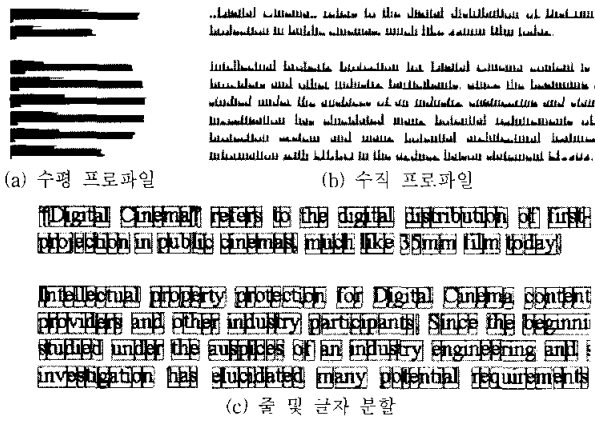 (a) 수평 프로파일
(b) 수직 프로파일
"Digital Cinema" refers to the digital distribution of first-
projection in public cinemas, much like 35mm film today.
Intellectual property protection for Digital Cinema content
providers and other industry participants. Since the beginni
studied under the auspices of an industry engineering and s
investigation has elucidated many potential requirements
(c) 줄 및 글자 분할